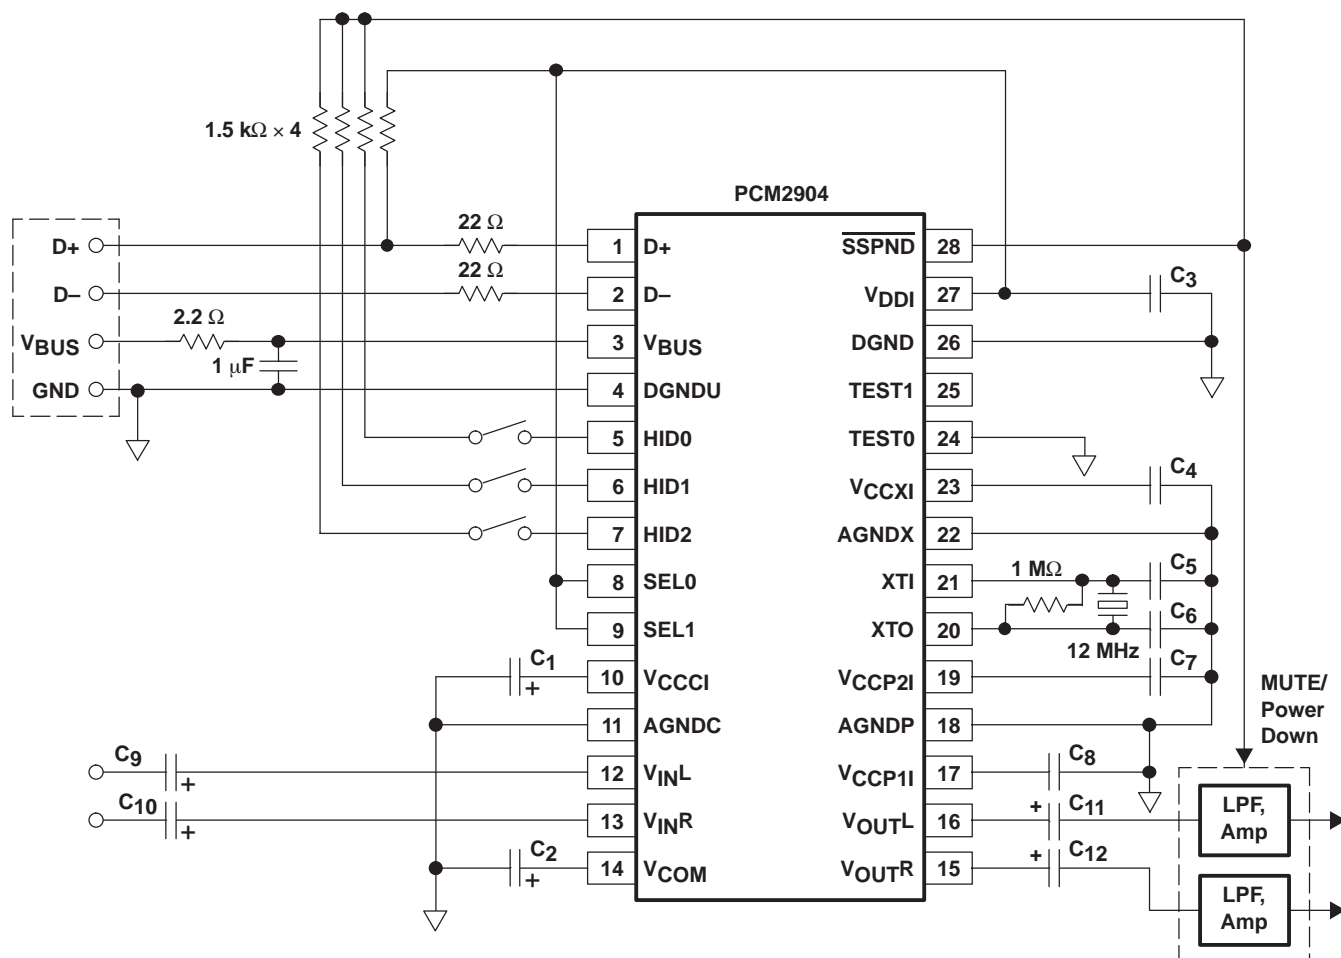 1.5 kΩ × 4
PCM2904
D+
22 Ω
1
D+
SSPND
28
D–
22 Ω
2
D–
VDDI
27
C3
VBUS
2.2 Ω
1 μF
3
VBUS
DGND
26
GND
4
DGNDU
TEST1
25
5
HID0
TEST0
24
6
HID1
VCCXI
23
C4
7
HID2
AGNDX
22
8
SEL0
XTI
21
1 MΩ
C5
9
SEL1
XTO
20
12 MHz
C6
C1
+
10
VCCCI
VCCP2I
19
C7
11
AGNDC
AGNDP
18
MUTE/
Power
Down
C9
+
12
VINL
VCCP1I
17
C8
C10
+
13
VINR
VOUTL
16
+
C11
LPF,
Amp
C2
+
14
VCOM
VOUTR
15
+
C12
LPF,
Amp